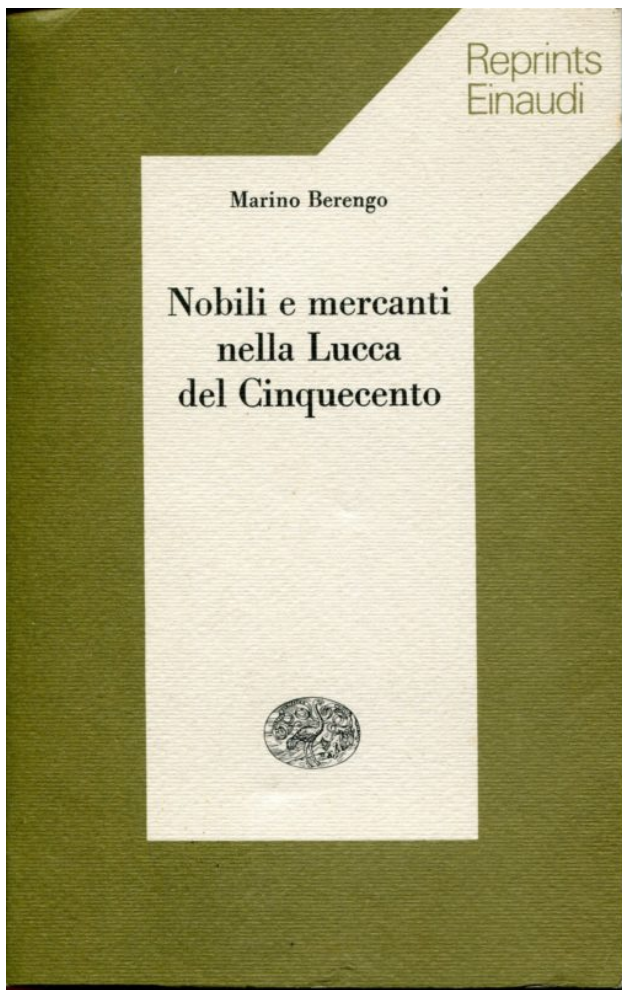 Reprints
Einaudi
Marino Berengo
Nobili e mercanti
nella Lucca
del Cinquecento